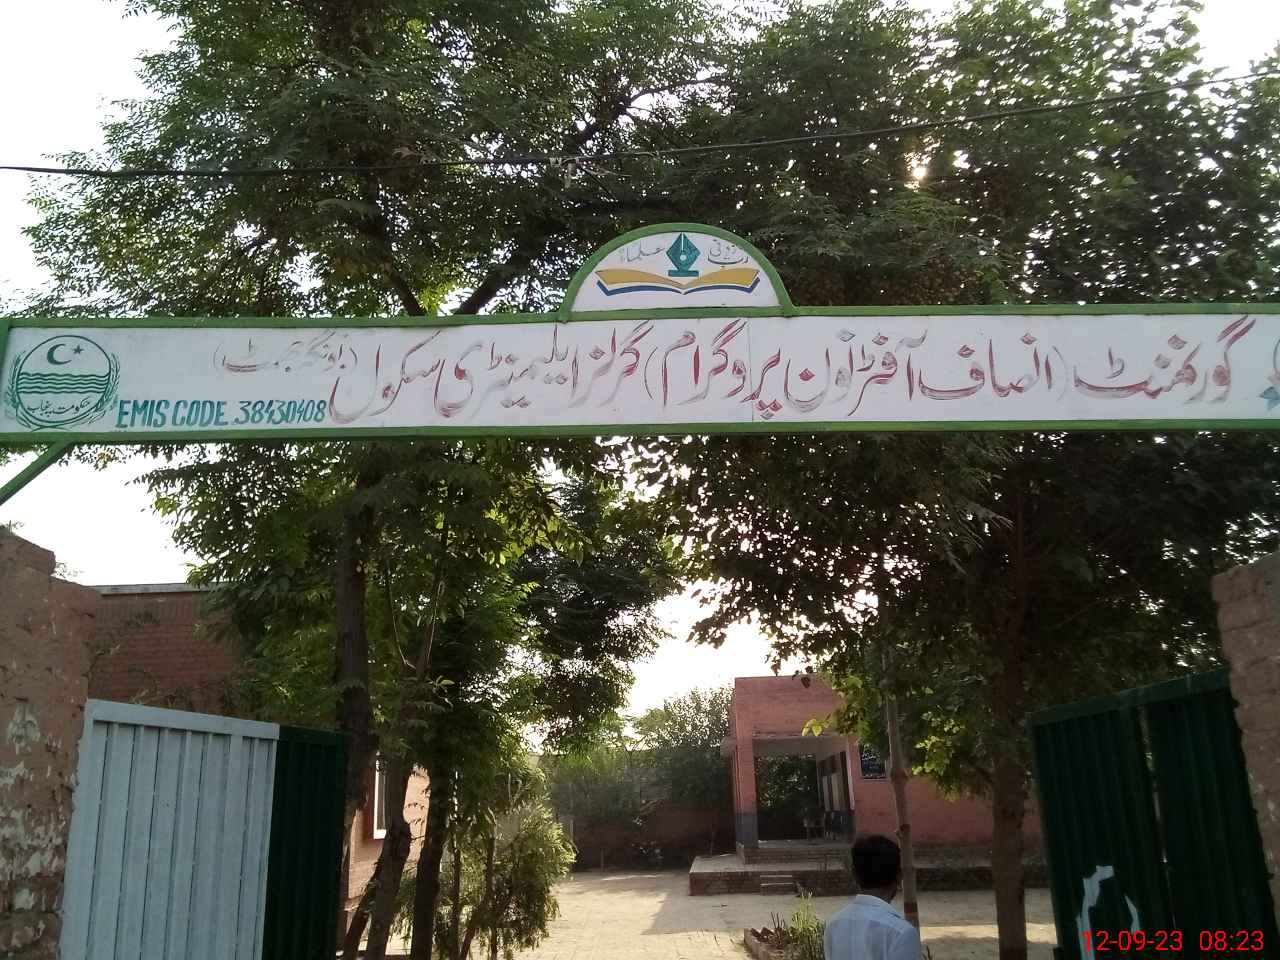 رب زدنی علما
گورنمنٹ (انصاف آفٹرنون پروگرام) گرلز ایلیمنٹری سکول
حکومت پنجاب
EMIS CODE 38430408
12-09-23 08:23